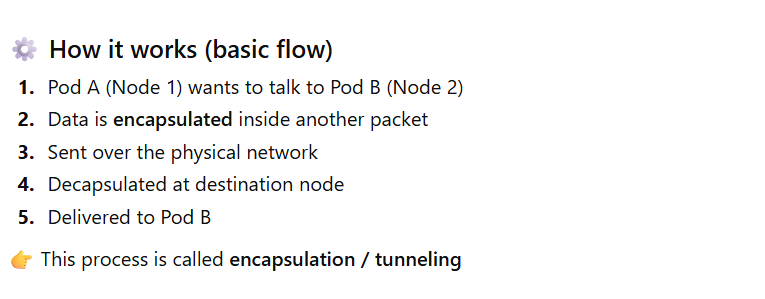 ⚙️ How it works (basic flow)
1. Pod A (Node 1) wants to talk to Pod B (Node 2)
2. Data is encapsulated inside another packet
3. Sent over the physical network
4. Decapsulated at destination node
5. Delivered to Pod B
👉 This process is called encapsulation / tunneling